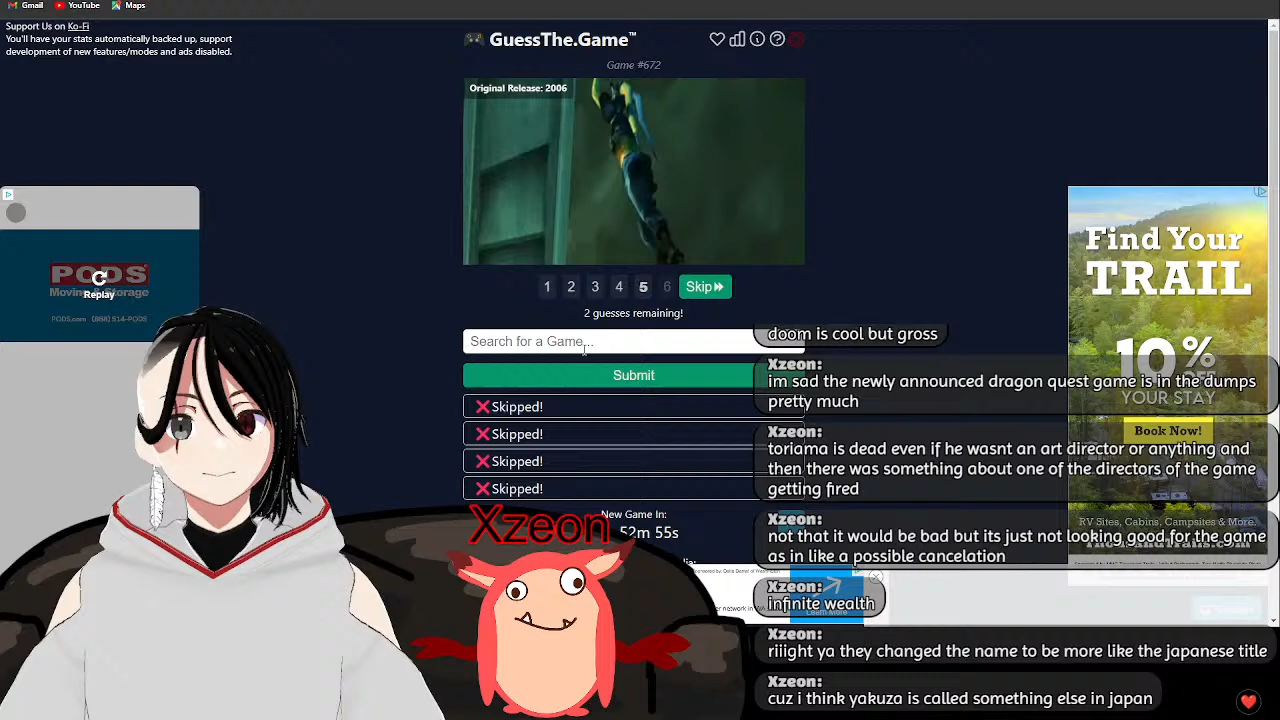 Gmail
YouTube
Maps
Support Us on Ko-Fi
You'll have your stats automatically backed up, support
development of new features/modes and ads disabled.
GuessThe.Game™
Game #672
Original Release: 2006
1 2 3 4 5 6 Skip
2 guesses remaining!
Search for a Game...
Submit
Skipped!
Skipped!
Skipped!
Skipped!
New Game In:
52m 55s
PODS
Moving & Storage
Replay
PODS.com (866) 514-PODS
Find Your
TRAIL
10%
OFF
YOUR STAY
Book Now!
RV Sites, Cabins, Campsites & More.
Xzeon
doom is cool but gross
Xzeon:
im sad the newly announced dragon quest game is in the dumps
pretty much
Xzeon:
toriama is dead even if he wasnt an art director or anything and
then there was something about one of the directors of the game
getting fired
Xzeon:
not that it would be bad but its just not looking good for the game
as in like a possible cancelation
Xzeon:
infinite wealth
Learn More
Xzeon:
riiight ya they changed the name to be more like the japanese title
Xzeon:
cuz i think yakuza is called something else in japan